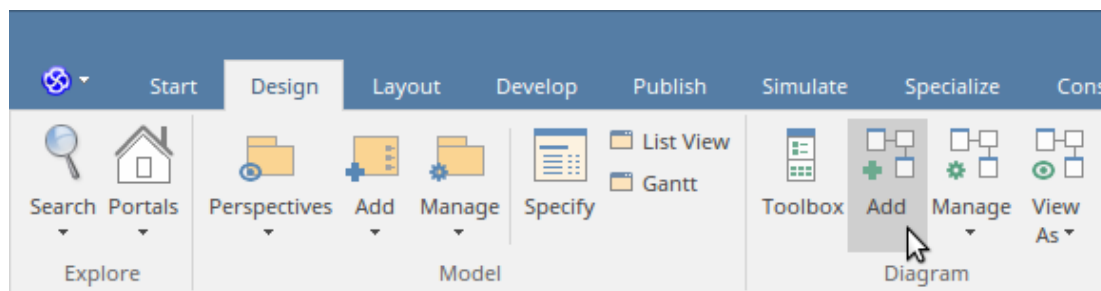 Start Design Layout Develop Publish Simulate Specialize Cons
List View
Gantt
Search Portals Perspectives Add Manage Specify Toolbox Add Manage View
As
Explore Model Diagram